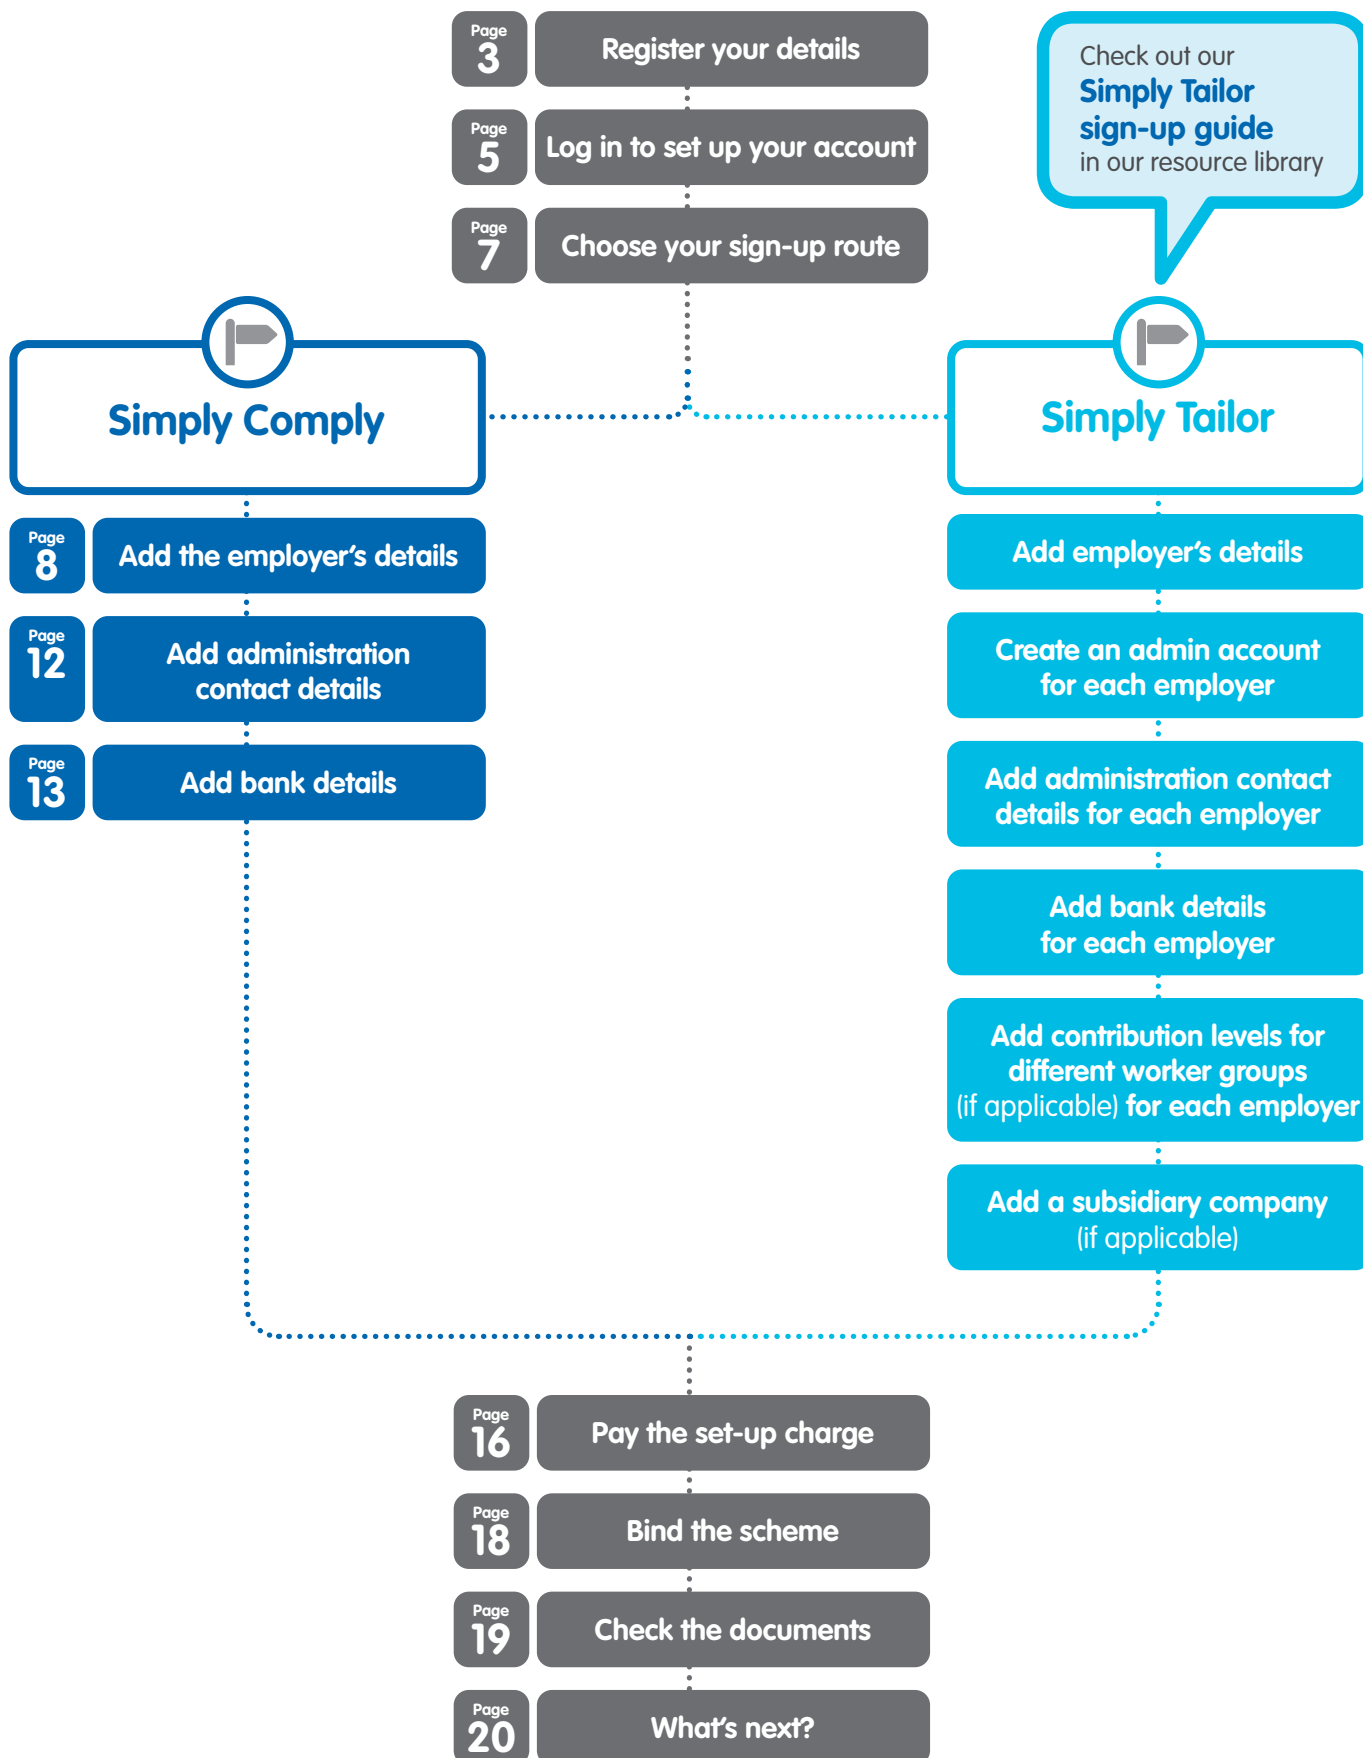 Page
3
Register your details
Page
5
Log in to set up your account
Page
7
Choose your sign-up route
Check out our
Simply Tailor
sign-up guide
in our resource library
Simply Comply
Page
8
Add the employer's details
Page
12
Add administration
contact details
Page
13
Add bank details
Simply Tailor
Add employer's details
Create an admin account
for each employer
Add administration contact
details for each employer
Add bank details
for each employer
Add contribution levels for
different worker groups
(if applicable) for each employer
Add a subsidiary company
(if applicable)
Page
16
Pay the set-up charge
Page
18
Bind the scheme
Page
19
Check the documents
Page
20
What's next?